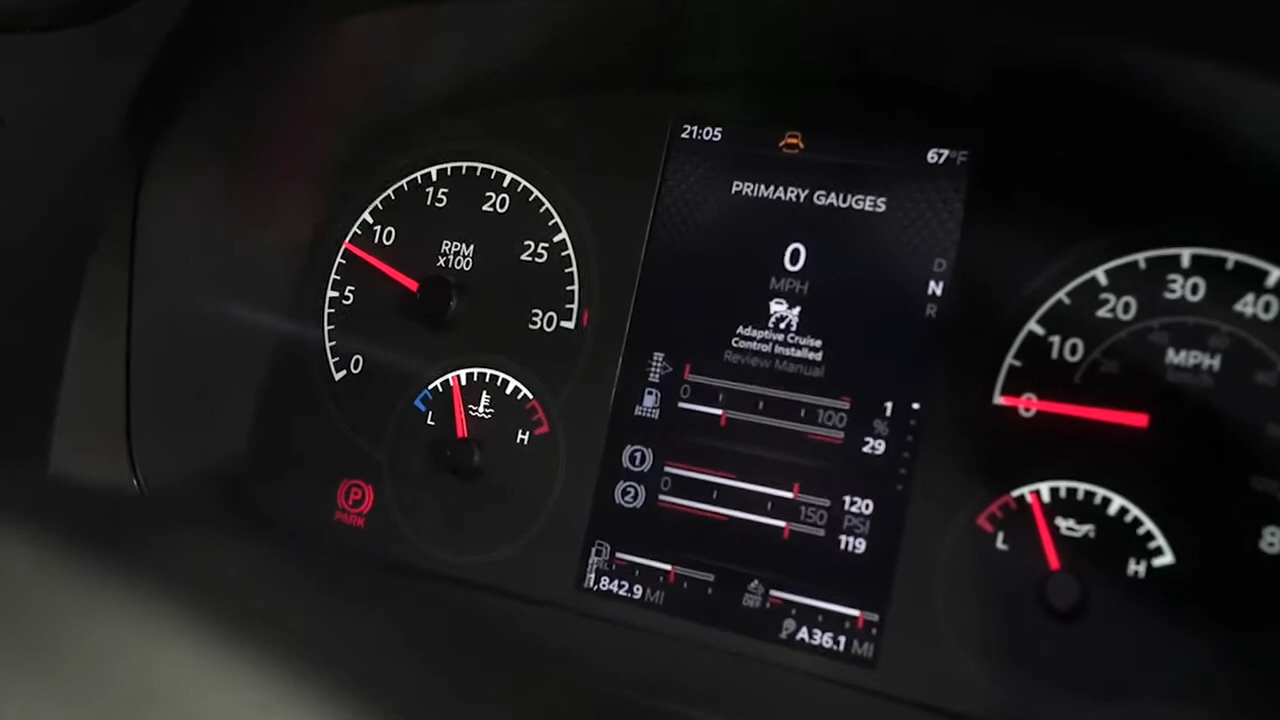 21:05
67°F
PRIMARY GAUGES
0
MPH
D
N
R
Adaptive Cruise
Control Installed
Review Manual
0
100
1
%
29
1
2
0
150
120
PSI
119
1,842.9 MI
DEF
A36.1 MI
0
5
10
15
20
25
30
RPM
x100
L
H
P
PARK
0
10
20
30
40
8
MPH
L
H